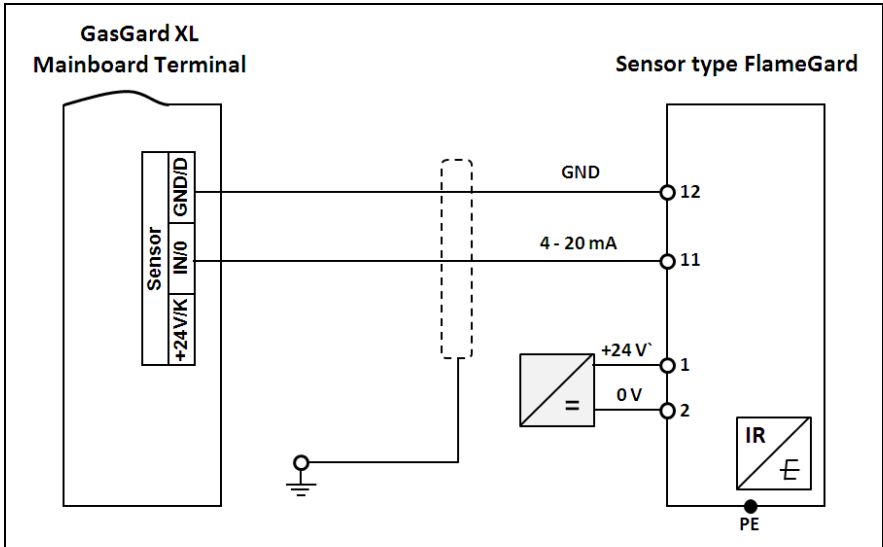 GasGard XL
Mainboard Terminal
Sensor type FlameGard
Sensor
GND/D
IN/0
+24V/K
GND
12
4 - 20 mA
11
+24 V`
1
0 V
2
=
IR
E
PE